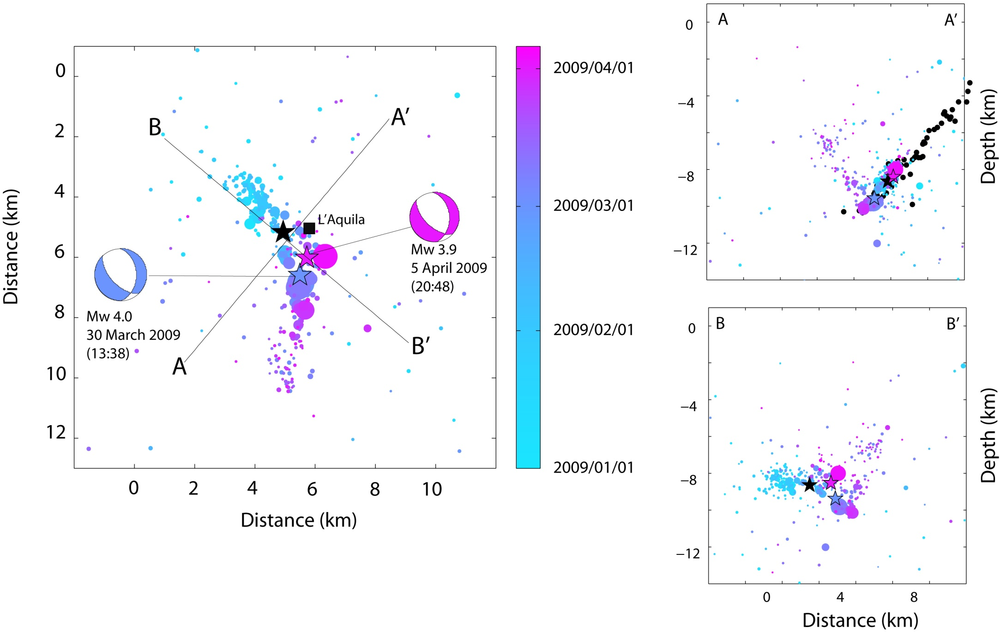 Distance (km)
0
2
4
6
8
10
12
B
A′
L’Aquila
Mw 3.9
5 April 2009
(20:48)
Mw 4.0
30 March 2009
(13:38)
A
B′
0
2
4
6
8
10
Distance (km)
2009/04/01
2009/03/01
2009/02/01
2009/01/01
A
A′
0
−4
−8
−12
Depth (km)
B
B′
0
−4
−8
−12
Depth (km)
0
4
8
Distance (km)